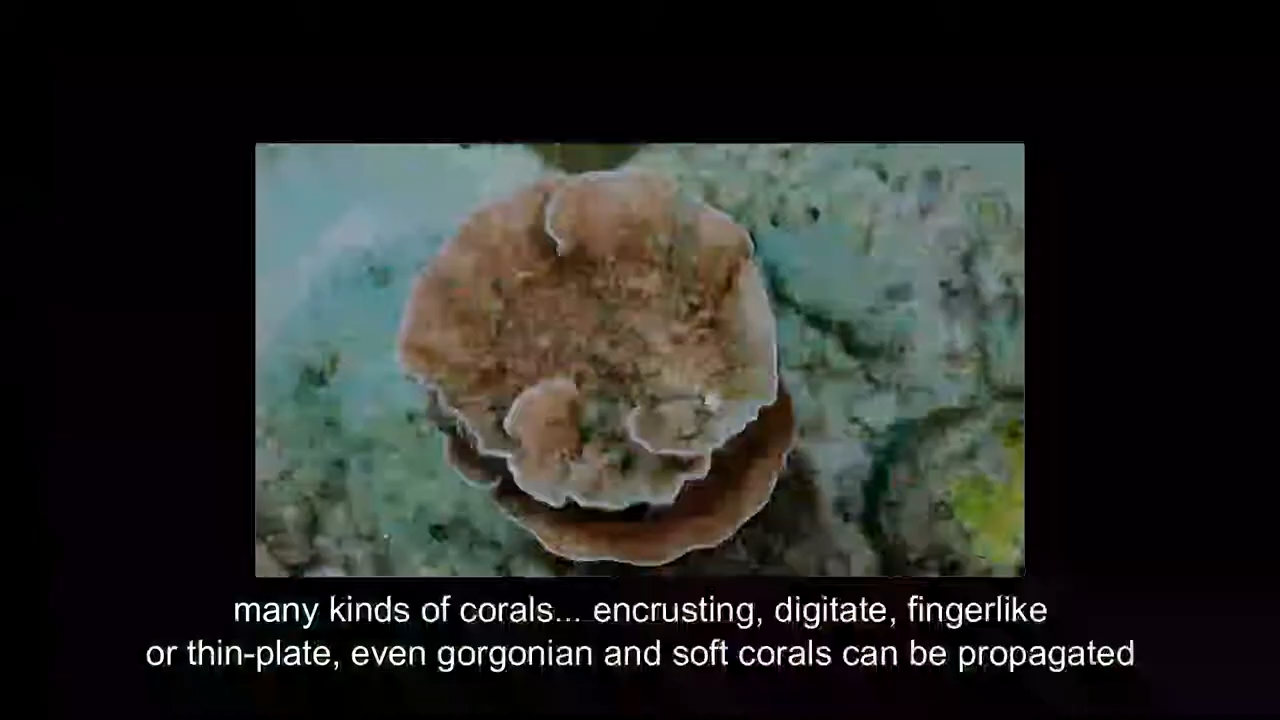 many kinds of corals... encrusting, digitate, fingerlike
or thin-plate, even gorgonian and soft corals can be propagated